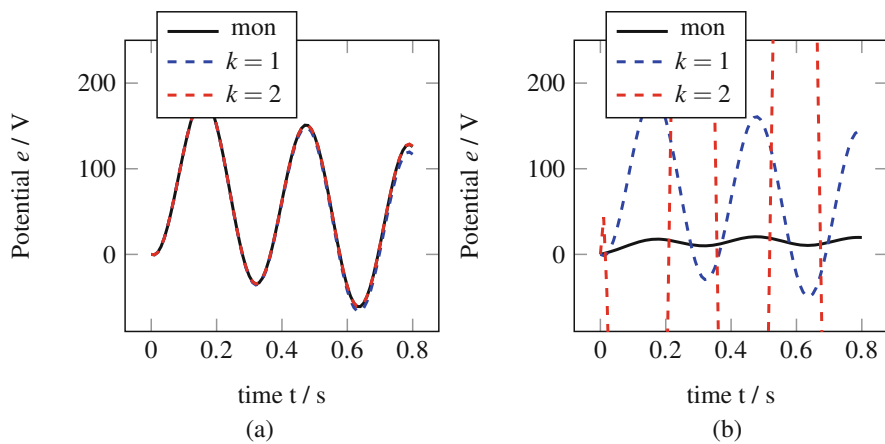 mon
k = 1
k = 2
200
100
0
Potential e / V
0
0.2
0.4
0.6
0.8
time t / s
(a)
mon
k = 1
k = 2
200
100
0
Potential e / V
0
0.2
0.4
0.6
0.8
time t / s
(b)